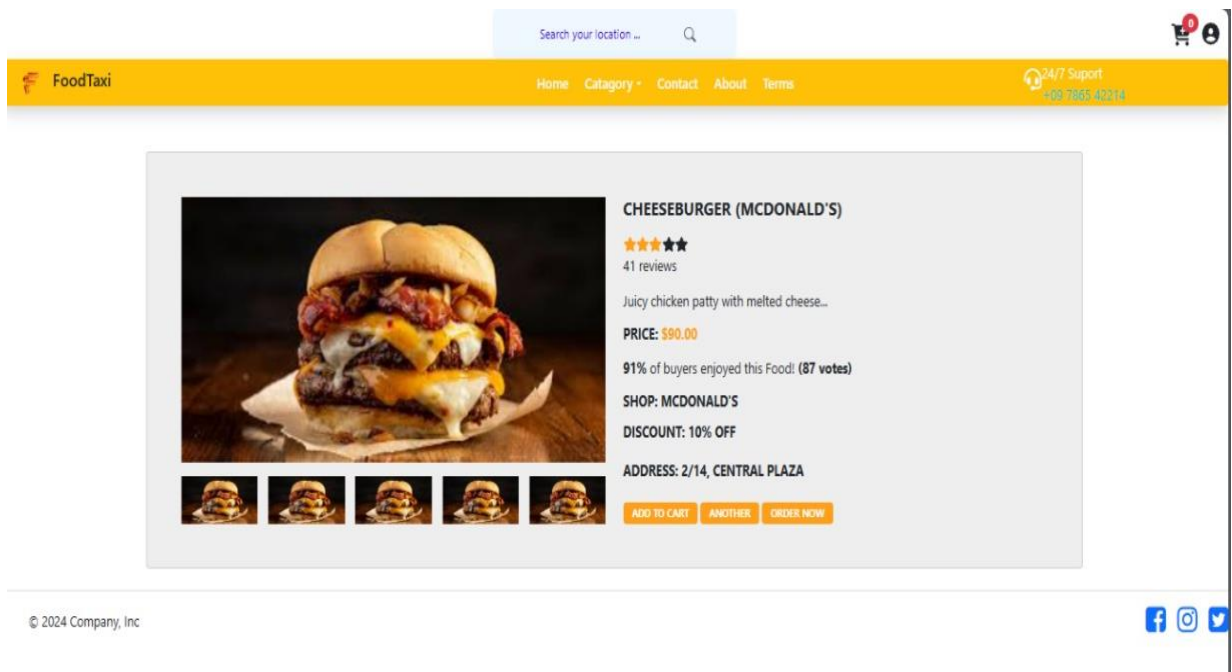 Search your location ...
0
FoodTaxi
Home Catagory Contact About Terms
24/7 Suport
+09 7865 42214
CHEESEBURGER (MCDONALD'S)
41 reviews
Juicy chicken patty with melted cheese...
PRICE: $90.00
91% of buyers enjoyed this Food! (87 votes)
SHOP: MCDONALD'S
DISCOUNT: 10% OFF
ADDRESS: 2/14, CENTRAL PLAZA
ADD TO CART ANOTHER ORDER NOW
© 2024 Company, Inc